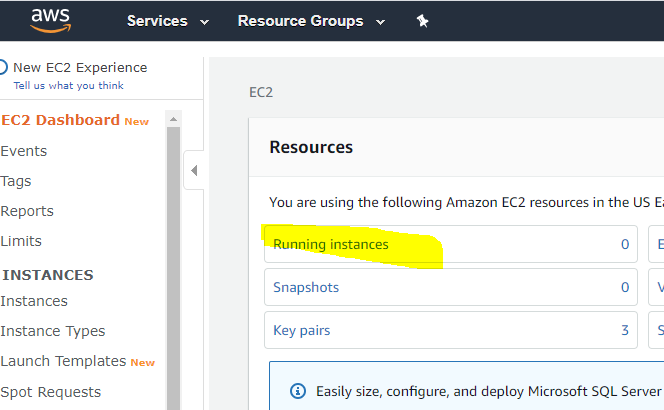 aws Services Resource Groups
New EC2 Experience
Tell us what you think
EC2 Dashboard New
Events
Tags
Reports
Limits
INSTANCES
Instances
Instance Types
Launch Templates New
Spot Requests
EC2
Resources
You are using the following Amazon EC2 resources in the US Ea
Running instances 0 E
Snapshots 0 V
Key pairs 3 S
Easily size, configure, and deploy Microsoft SQL Server